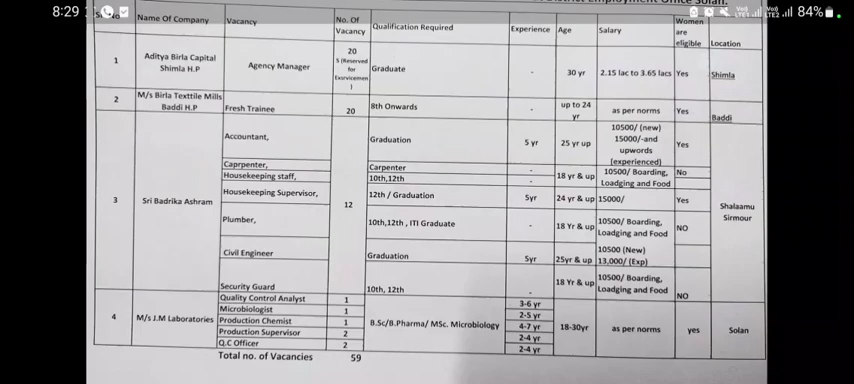 8:29
84%
District Employment Office Solan.
Name Of Company Vacancy No. Of Vacancy Qualification Required Experience Age Salary Women are eligible Location
1 Aditya Birla Capital Shimla H.P Agency Manager 20 Graduate - 30 yr 2.15 lac to 3.65 lacs Yes Shimla
5 (Reserved for
2 M/s Birla Texttile Mills Baddi H.P Fresh Trainee 20 8th Onwards - up to 24 yr as per norms Yes Baddi
3 Sri Badrika Ashram 12 Shalaamu Sirmour
Accountant, Graduation 5 yr 25 yr up 10500/ (new) 15000/-and upwords (experienced) Yes
Caprpenter, Carpenter - 18 yr & up 10500/ Boarding, Loadging and Food No
Housekeeping staff, 10th,12th -
Housekeeping Supervisor, 12th / Graduation 5yr 24 yr & up 15000/ Yes
Plumber, 10th,12th , ITI Graduate - 18 Yr & up 10500/ Boarding, Loadging and Food NO
Civil Engineer Graduation 5yr 25yr & up 10500 (New) 13,000/ (Exp)
Security Guard 10th, 12th 18 Yr & up 10500/ Boarding, Loadging and Food NO
4 M/s J.M Laboratories B.Sc/B.Pharma/ MSc. Microbiology 18-30yr as per norms yes Solan
Quality Control Analyst 1 3-6 yr
Microbiologist 1 2-5 yr
Production Chemist 1 4-7 yr
Production Supervisor 2 2-4 yr
Q.C Officer 2 2-4 yr
Total no. of Vacancies 59